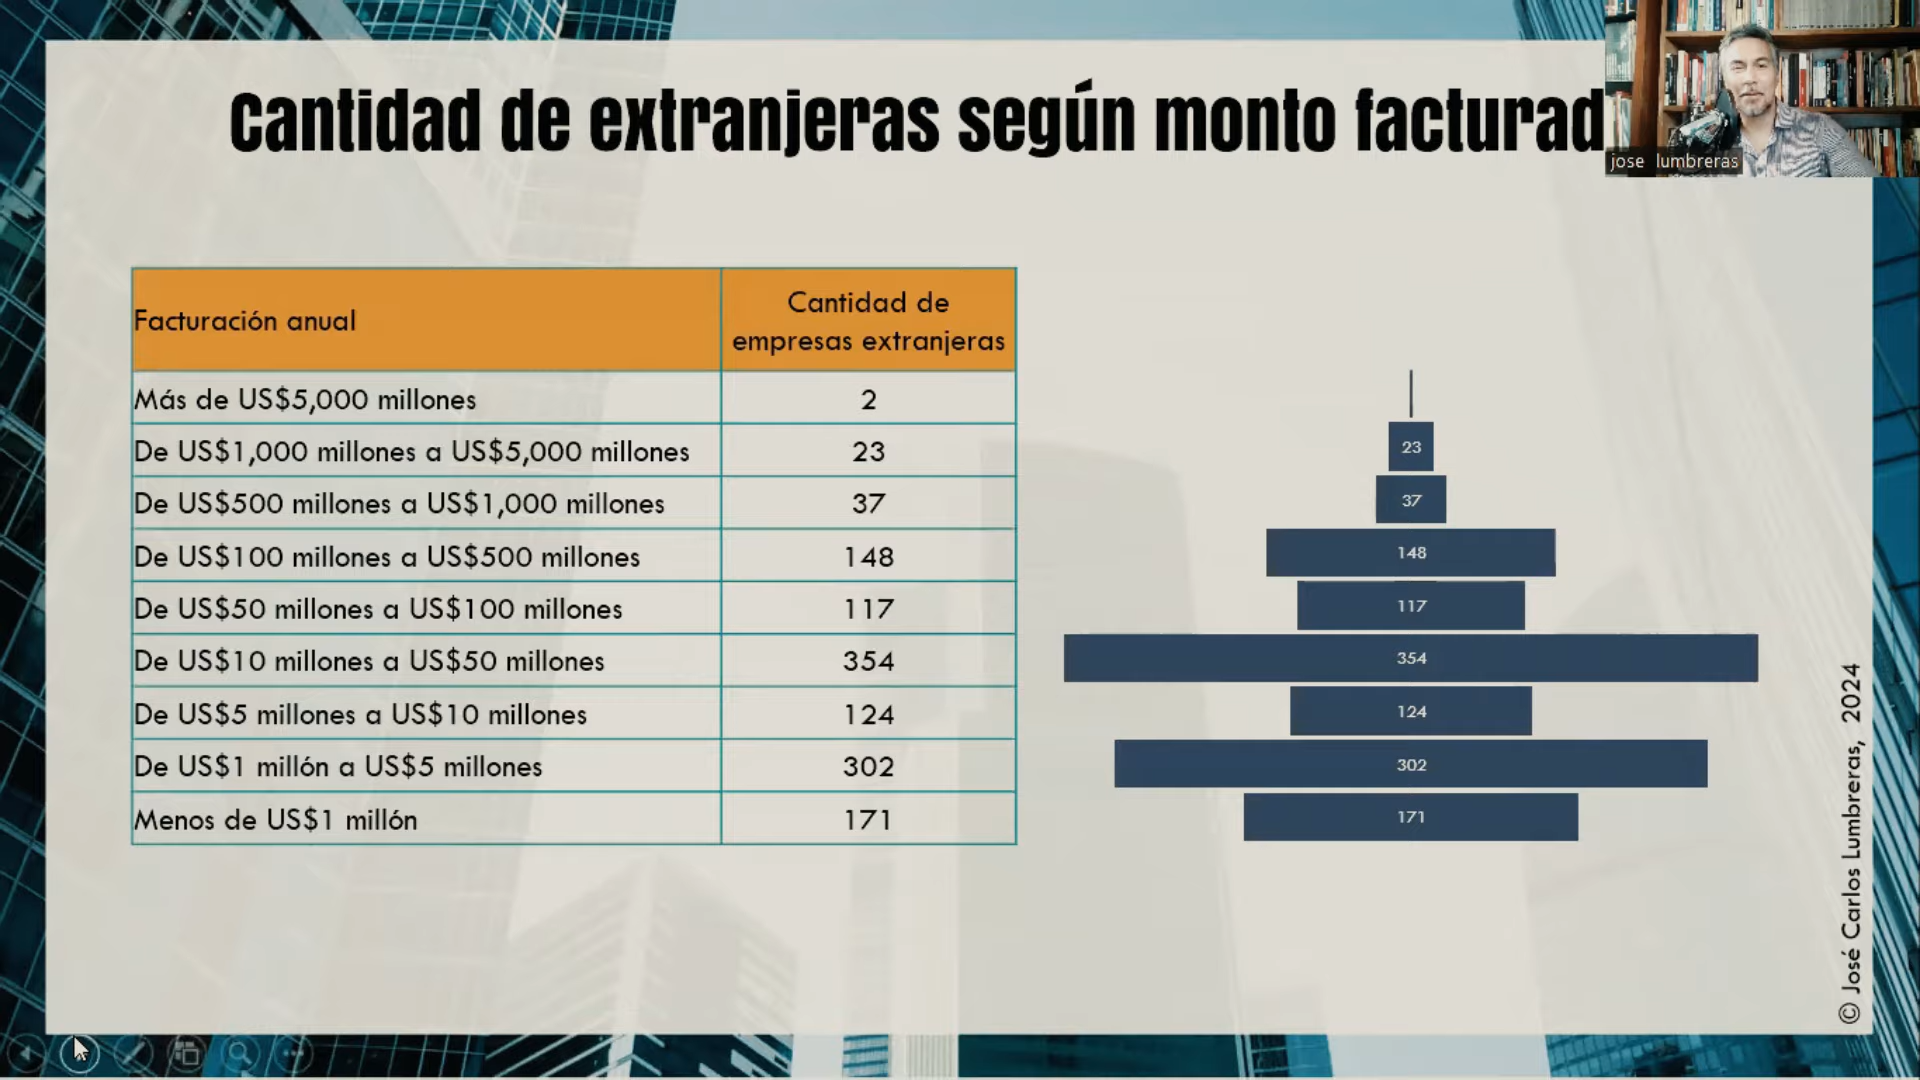 Cantidad de extranjeras según monto facturad
jose lumbreras
Facturación anual
Cantidad de
empresas extranjeras
Más de US$5,000 millones 2
De US$1,000 millones a US$5,000 millones 23
De US$500 millones a US$1,000 millones 37
De US$100 millones a US$500 millones 148
De US$50 millones a US$100 millones 117
De US$10 millones a US$50 millones 354
De US$5 millones a US$10 millones 124
De US$1 millón a US$5 millones 302
Menos de US$1 millón 171
23
37
148
117
354
124
302
171
© José Carlos Lumbreras, 2024